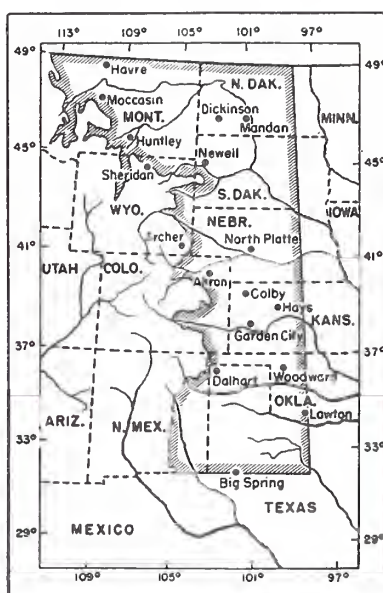 113° 109° 105° 101° 97°
49° 49°
Havre
N. DAK.
Moccasin
Dickinson
MONT.
Mandan
MINN.
Huntley
45° 45°
Newell
Sheridan
S. DAK.
WYO.
IOWA
NEBR.
Archer
North Platte
41° 41°
UTAH
COLO.
Akron
Colby
Hays
KANS.
Garden City
37° 37°
Dalhart
Woodward
OKLA.
ARIZ.
N. MEX.
Lawton
33° 33°
Big Spring
TEXAS
MEXICO
29° 29°
109° 105° 101° 97°